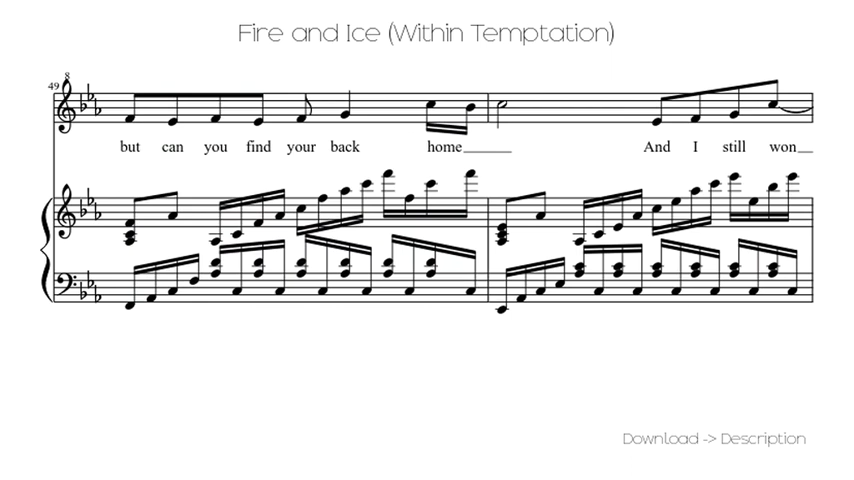 Fire and Ice (Within Temptation)
8
49
but can you find your back home And I still won
Download -> Description